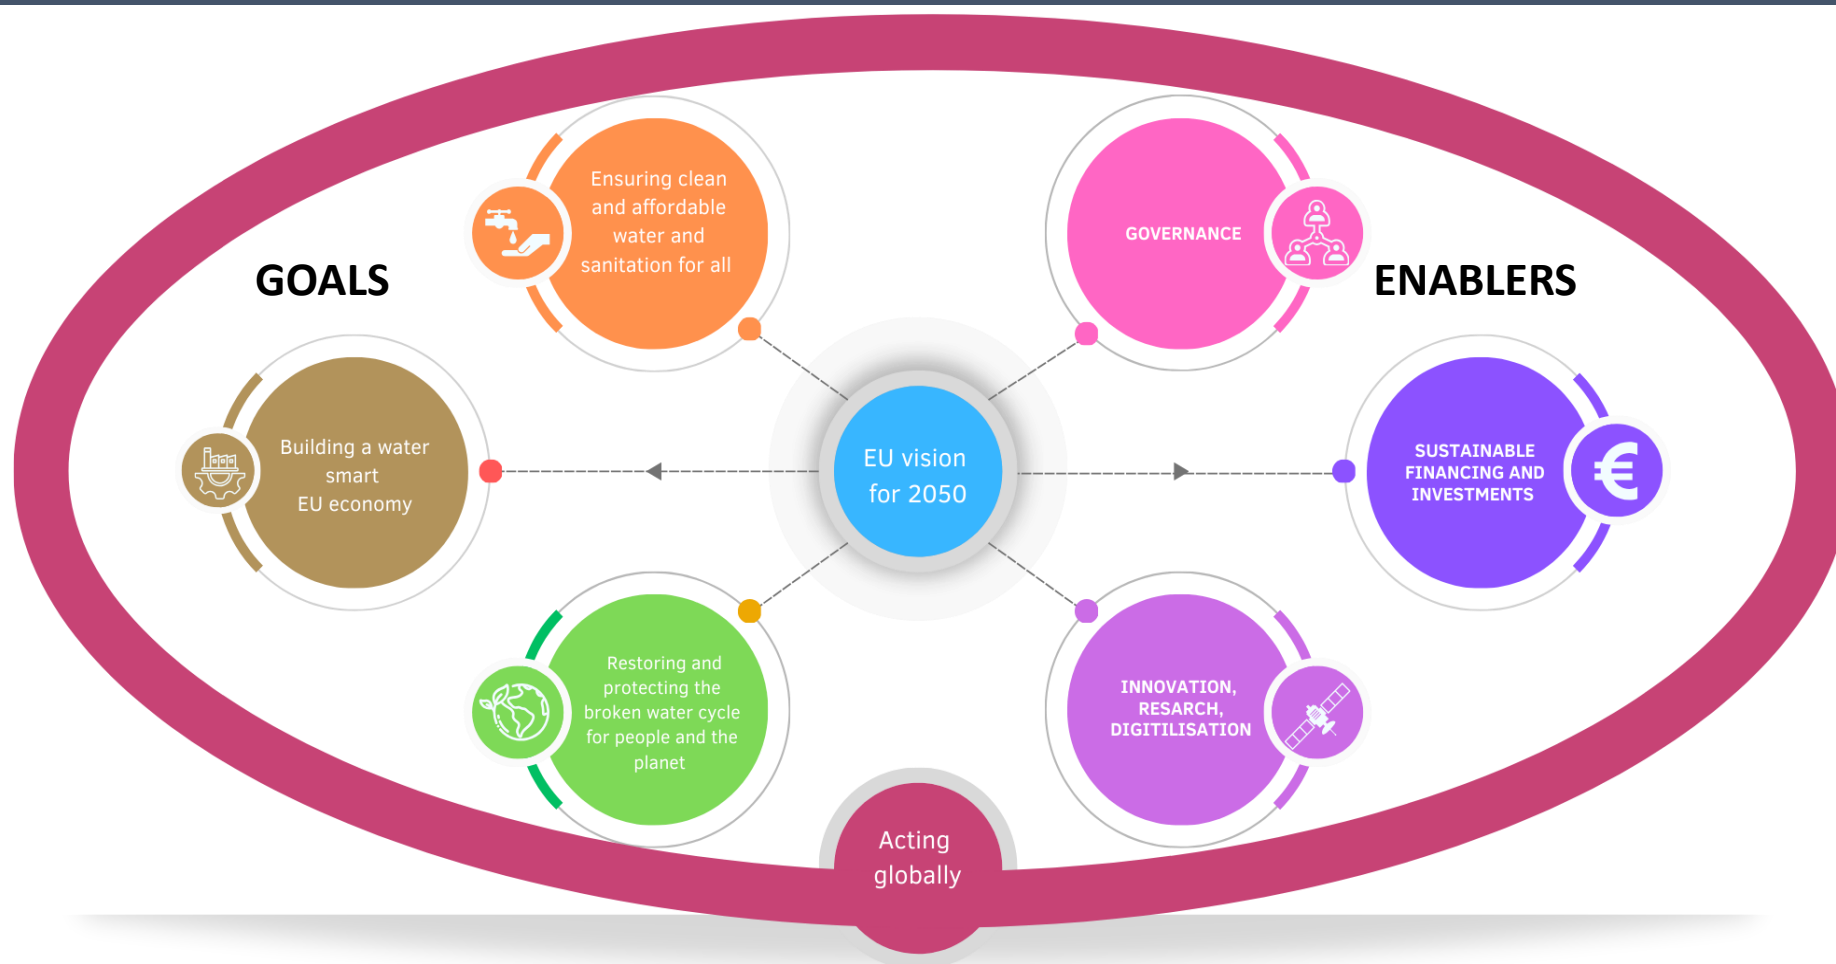 GOALS
Ensuring clean
and affordable
water and
sanitation for all
Building a water
smart
EU economy
Restoring and
protecting the
broken water cycle
for people and the
planet
EU vision
for 2050
ENABLERS
GOVERNANCE
SUSTAINABLE
FINANCING AND
INVESTMENTS
INNOVATION,
RESARCH,
DIGITILISATION
Acting
globally